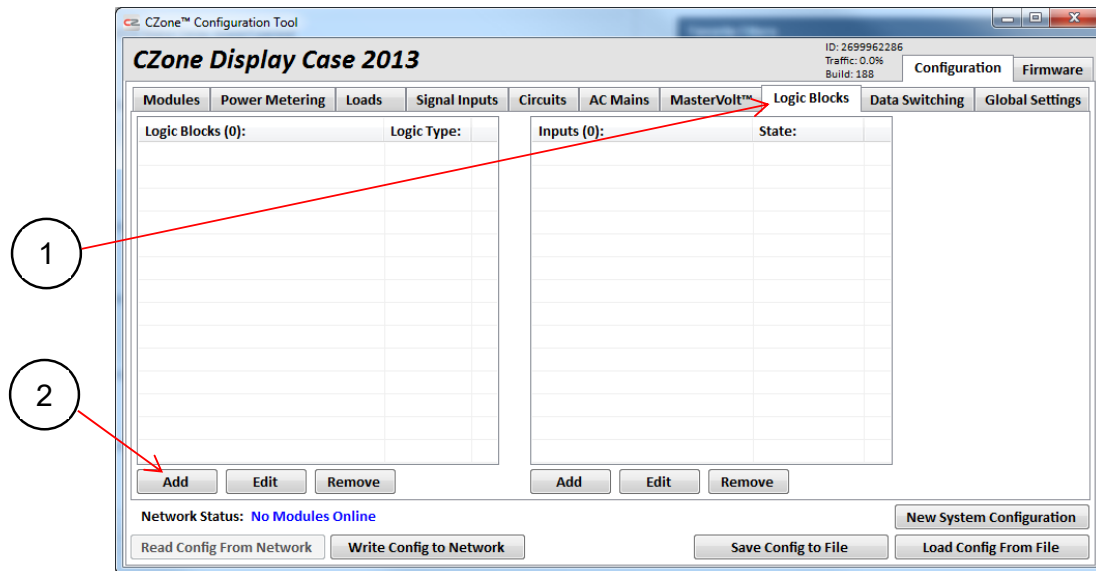 CZ CZone™ Configuration Tool
CZone Display Case 2013
ID: 2699962286
Traffic: 0.0%
Build: 188
Configuration Firmware
Modules Power Metering Loads Signal Inputs Circuits AC Mains MasterVolt™ Logic Blocks Data Switching Global Settings
Logic Blocks (0): Logic Type: Inputs (0): State:
1
2
Add Edit Remove Add Edit Remove
Network Status: No Modules Online
New System Configuration
Read Config From Network Write Config to Network Save Config to File Load Config From File